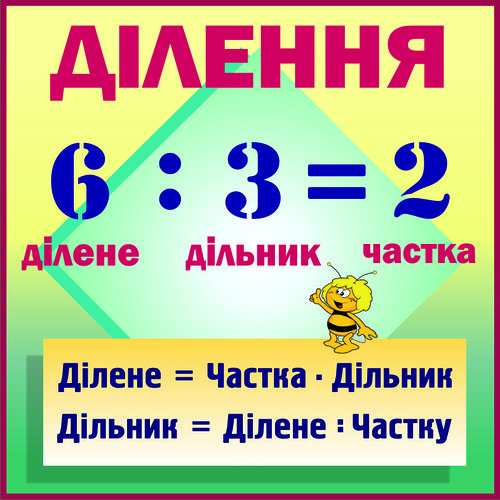 ДІЛЕННЯ
6 : 3 = 2
ділене дільник частка
Ділене = Частка · Дільник
Дільник = Ділене : Частку